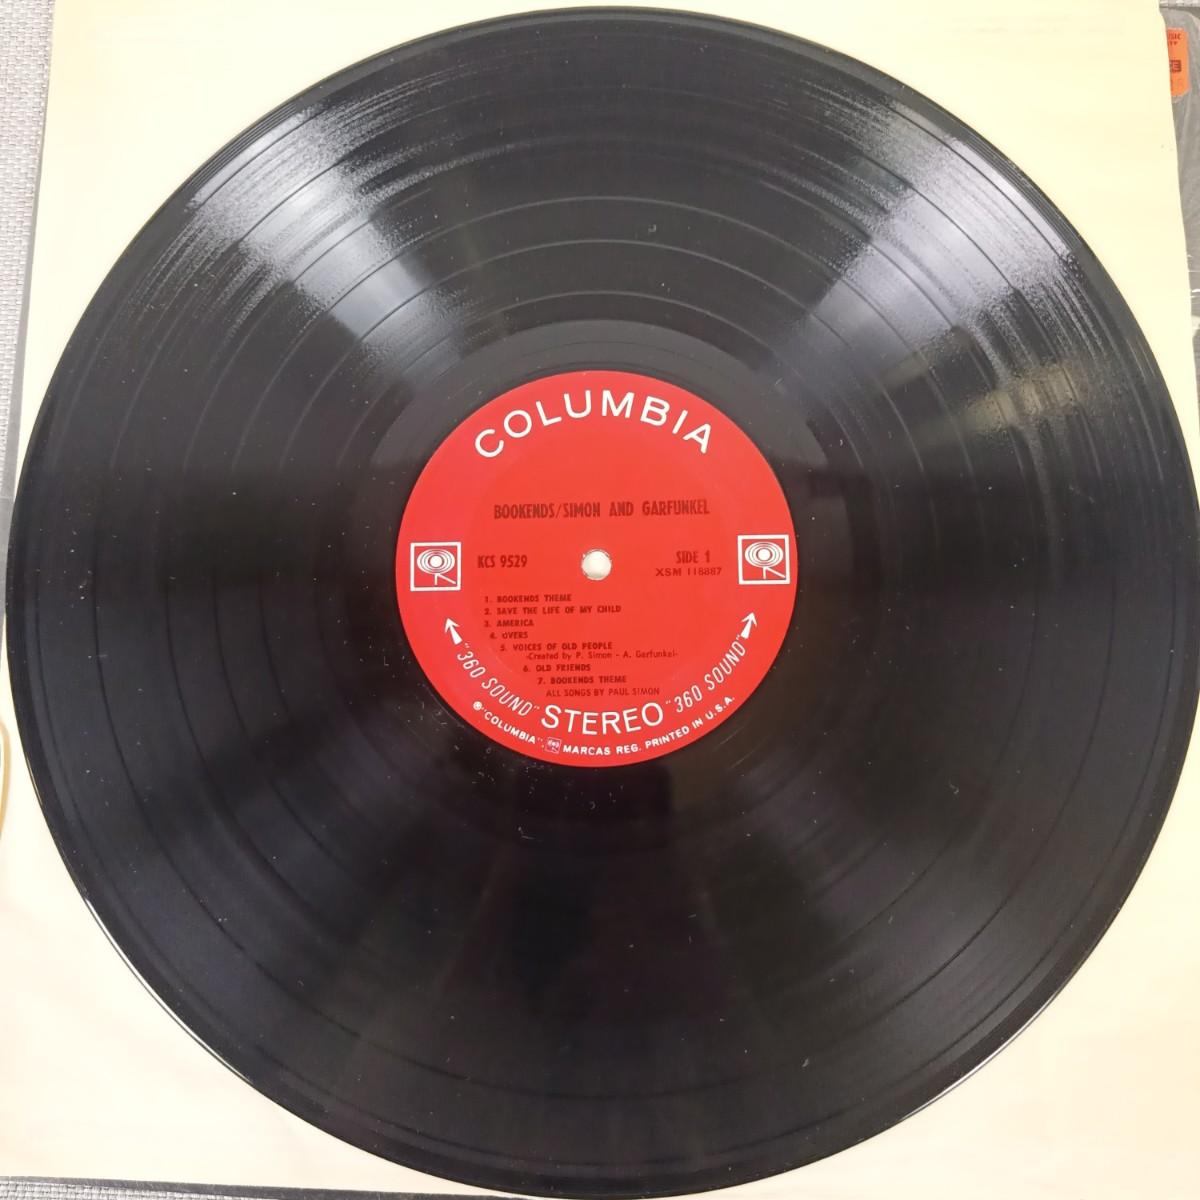 COLUMBIA
BOOKENDS/SIMON AND GARFUNKEL
KCS 9529
SIDE 1
XSM 118887
1. BOOKENDS THEME
2. SAVE THE LIFE OF MY CHILD
3. AMERICA
4. OVERS
5. VOICES OF OLD PEOPLE
-Created by P. Simon - A. Garfunkel-
6. OLD FRIENDS
7. BOOKENDS THEME
ALL SONGS BY PAUL SIMON
"360 SOUND" STEREO "360 SOUND"
® "COLUMBIA", MARCAS REG. PRINTED IN U.S.A.